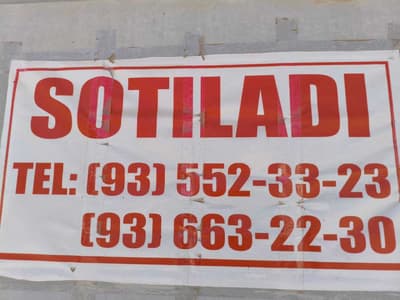 SOTILADI
TEL: (93) 552-33-23
(93) 663-22-30